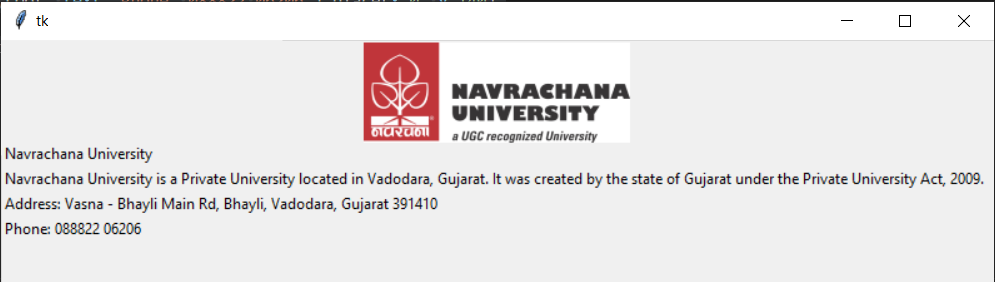 tk
નવરચના
NAVRACHANA
UNIVERSITY
a UGC recognized University
Navrachana University
Navrachana University is a Private University located in Vadodara, Gujarat. It was created by the state of Gujarat under the Private University Act, 2009.
Address: Vasna - Bhayli Main Rd, Bhayli, Vadodara, Gujarat 391410
Phone: 088822 06206